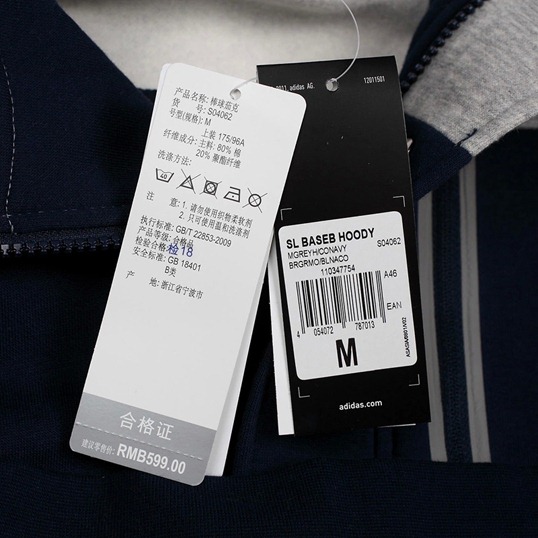 产品名称: 棒球茄克
货 号: S04062
号型(规格): M
上装 175/96A
纤维成分: 主料: 80% 棉
20% 聚酯纤维
洗涤方法:
40
注 意: 1. 请勿使用织物柔软剂
2. 只可使用温和洗涤剂
执行标准: GB/T 22853-2009
产品等级: 合格品
检验合格: 检18
安全标准: GB 18401
B类
产 地: 浙江省宁波市
合格证
建议零售价: RMB599.00
2011 adidas AG.
12011501
SL BASEB HOODY
MGREYH/CONAVY S04062
BRGRMO/BLNACO
110347754
A46
EAN
4 054072 787013
M
adidas.com